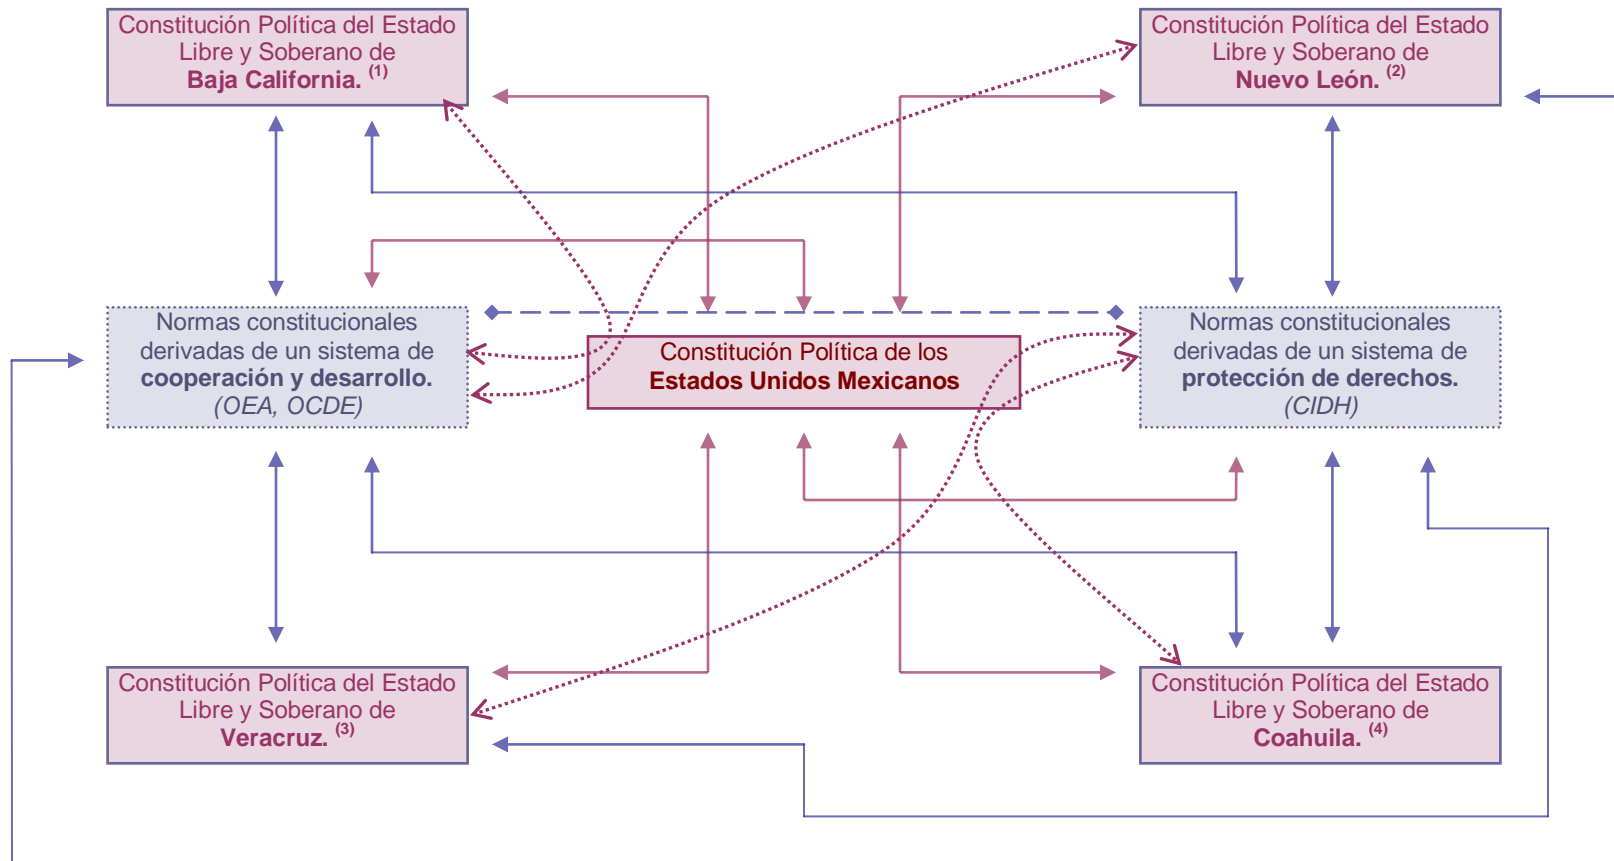 Constitución Política del Estado
Libre y Soberano de
Baja California. (1)
Constitución Política del Estado
Libre y Soberano de
Nuevo León. (2)
Normas constitucionales
derivadas de un sistema de
cooperación y desarrollo.
(OEA, OCDE)
Constitución Política de los
Estados Unidos Mexicanos
Normas constitucionales
derivadas de un sistema de
protección de derechos.
(CIDH)
Constitución Política del Estado
Libre y Soberano de
Veracruz. (3)
Constitución Política del Estado
Libre y Soberano de
Coahuila. (4)